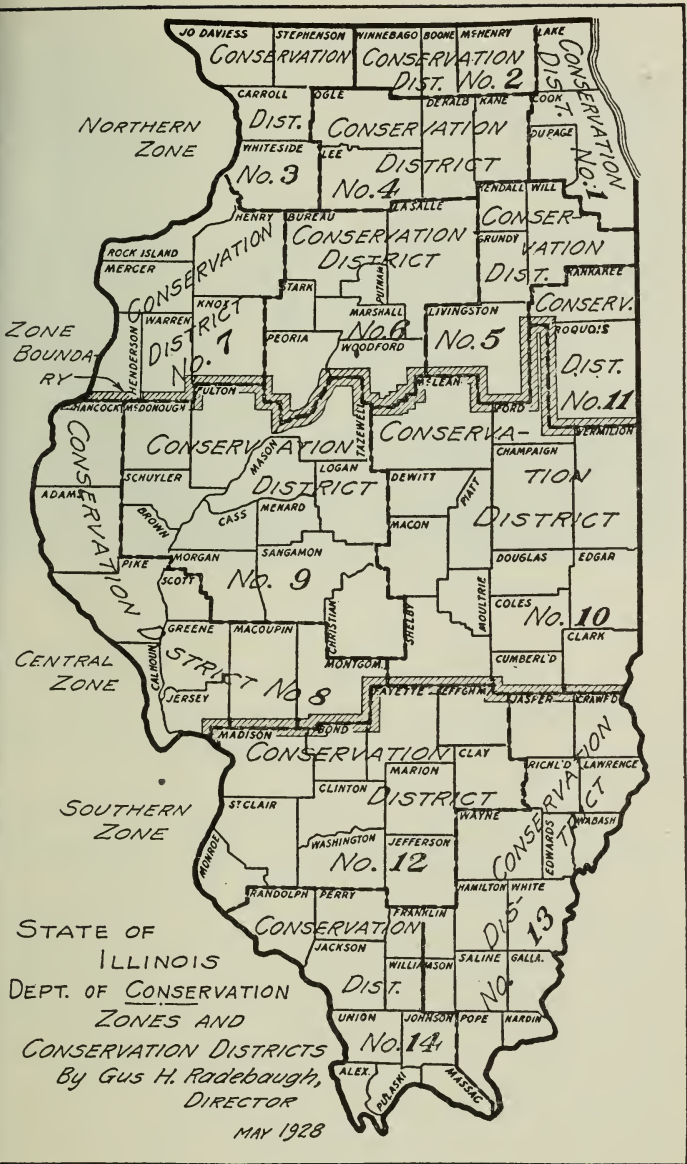 JO DAVIESS STEPHENSON WINNEBAGO BOONE McHENRY LAKE
CONSERVATION
CONSERVATION
DIST. No. 2
CONSERVATION
DIST.
No. 1
CARROLL OGLE DEKALB KANE COOK
DIST.
CONSERVATION
DU PAGE
NORTHERN
ZONE
WHITESIDE LEE
DISTRICT
No. 3
No. 4
KENDALL WILL
HENRY BUREAU LA SALLE
CONSERVATION
DISTRICT
CONSER-
VATION
GRUNDY
DIST.
KANKAKEE
ROCK ISLAND
MERCER
CONSERVATION
STARK PUTNAM
KNOX
MARSHALL
LIVINGSTON
CONSERV.
IROQUOIS
WARREN
DISTRICT
No. 7
PEORIA
No. 6
WOODFORD
No. 5
ZONE
BOUNDA-
RY
HENDERSON
DIST.
No. 11
FULTON McLEAN
HANCOCK McDONOUGH
TAZEWELL
FORD
VERMILION
CONSERVATION
CONSERVATION
CONSERVA-
MASON
LOGAN
CHAMPAIGN
SCHUYLER
DISTRICT
DEWITT
PIATT
TION
ADAMS
BROWN
CASS MENARD
MACON
DISTRICT
PIKE MORGAN SANGAMON
DOUGLAS EDGAR
SCOTT
No. 9
CHRISTIAN
SHELBY
MOULTRIE
COLES
No. 10
GREENE MACOUPIN
CLARK
DISTRICT
CENTRAL
ZONE
CALHOUN
MONTGOM.
CUMBERL'D
JERSEY
No 8
FAYETTE EFFGHM. JASPER CRAWF'D
MADISON BOND
CONSERVATION
CLAY
MARION
RICHL'D LAWRENCE
CLINTON
DISTRICT
CONSERVATION
SOUTHERN
ZONE
ST. CLAIR
WAYNE
EDWARDS
WABASH
WASHINGTON
JEFFERSON
MONROE
No. 12
HAMILTON WHITE
RANDOLPH PERRY
FRANKLIN
DIS-
T
CT
No.
13
CONSERVATION
JACKSON
WILLIAMSON
SALINE GALLA.
DIST.
UNION JOHNSON POPE HARDIN
No. 14
ALEX.
PULASKI
MASSAC
STATE OF
ILLINOIS
DEPT. OF CONSERVATION
ZONES AND
CONSERVATION DISTRICTS
By Gus H. Radebaugh,
DIRECTOR
MAY 1928